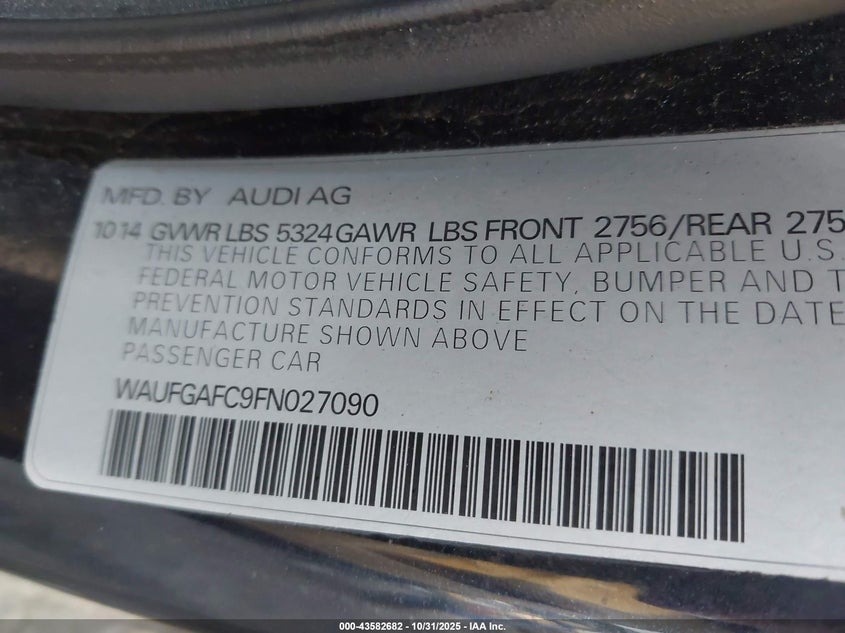 MFD. BY AUDI AG
1014 GVWR LBS 5324 GAWR LBS FRONT 2756/REAR 275
THIS VEHICLE CONFORMS TO ALL APPLICABLE U.S.
FEDERAL MOTOR VEHICLE SAFETY, BUMPER AND T
PREVENTION STANDARDS IN EFFECT ON THE DATE
MANUFACTURE SHOWN ABOVE
PASSENGER CAR
WAUFGAFC9FN027090
000-43582682 - 10/31/2025 - IAA Inc.